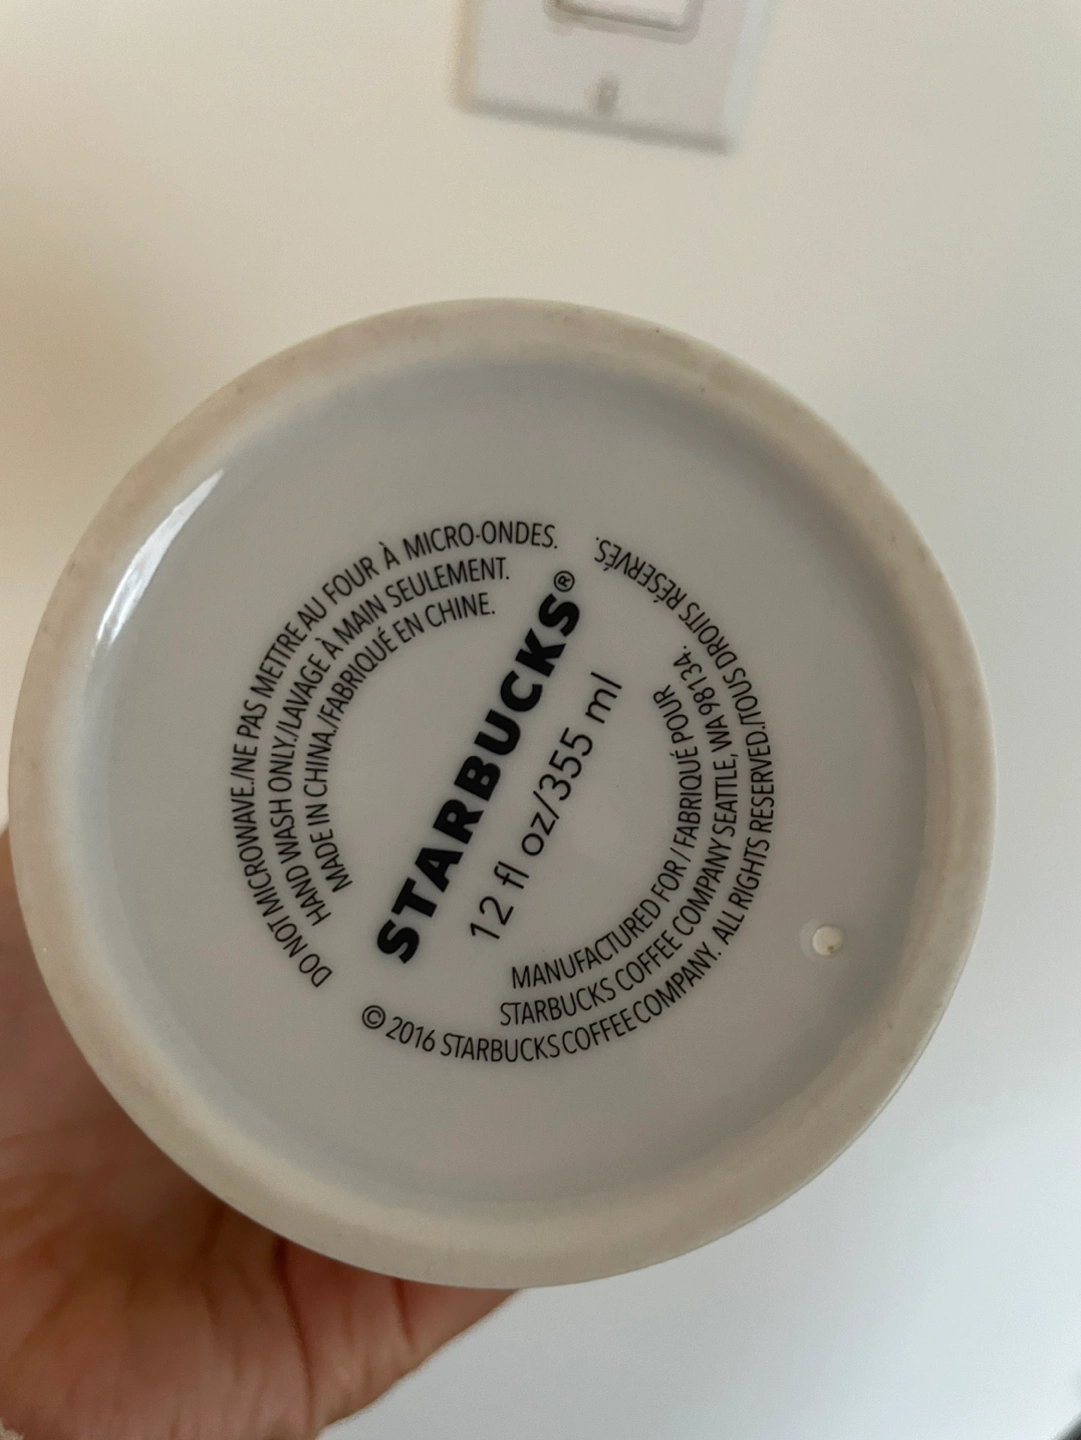 DO NOT MICROWAVE./NE PAS METTRE AU FOUR À MICRO-ONDES.
HAND WASH ONLY./LAVAGE À MAIN SEULEMENT.
MADE IN CHINA./FABRIQUÉ EN CHINE.
STARBUCKS®
12 fl oz/355 ml
MANUFACTURED FOR / FABRIQUÉ POUR
STARBUCKS COFFEE COMPANY SEATTLE, WA 98134.
© 2016 STARBUCKS COFFEE COMPANY. ALL RIGHTS RESERVED./TOUS DROITS RÉSERVÉS.